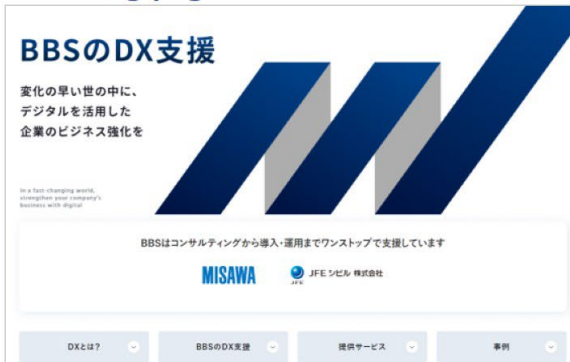 BBSのDX支援
変化の早い世の中に、
デジタルを活用した
企業のビジネス強化を
In a fast-changing world,
strengthen your company's
business with digital
BBSはコンサルティングから導入・運用までワンストップで支援しています
MISAWA
JFE
JFE シビル 株式会社
DXとは?
BBSのDX支援
提供サービス
事例